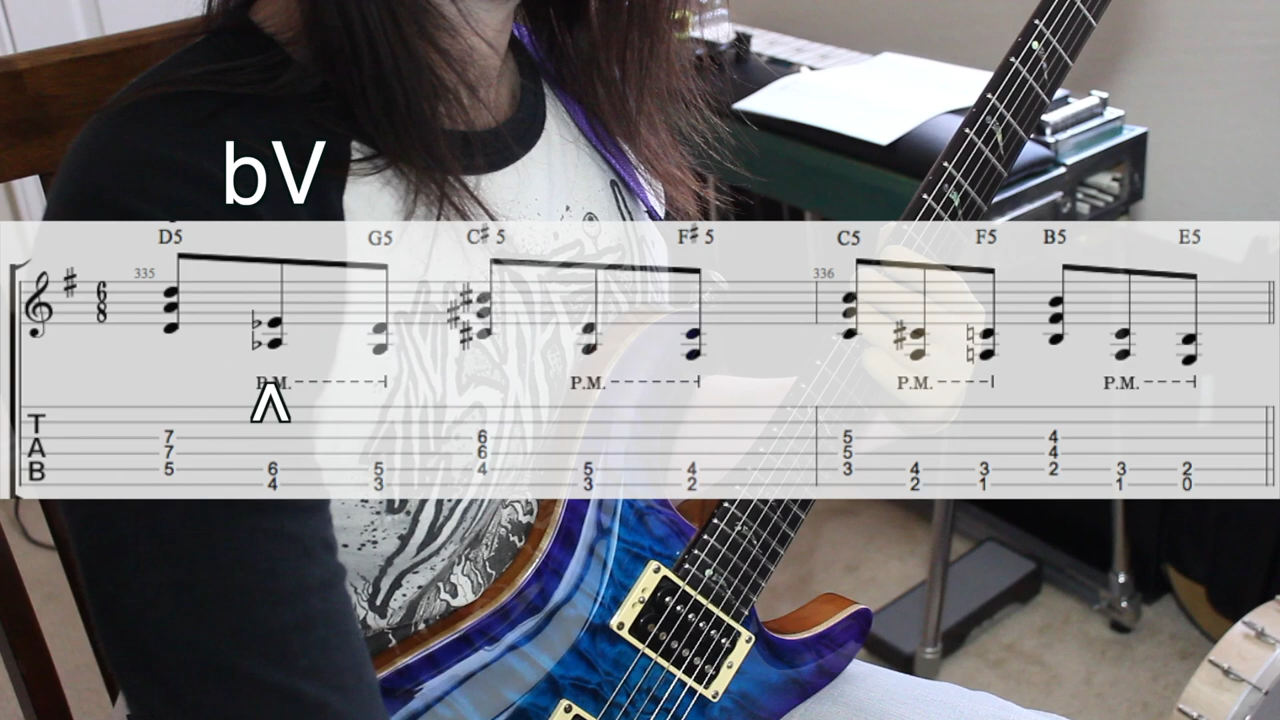 bV
D5 G5 C♯ 5 F♯ 5 C5 F5 B5 E5
335 336
6
8
P.M. P.M. P.M. P.M.
T
A
B
7 6 5 4
7 6 5 4
5 6 5 4 5 4 3 4 3 2 3 2
4 3 3 2 2 1 1 0